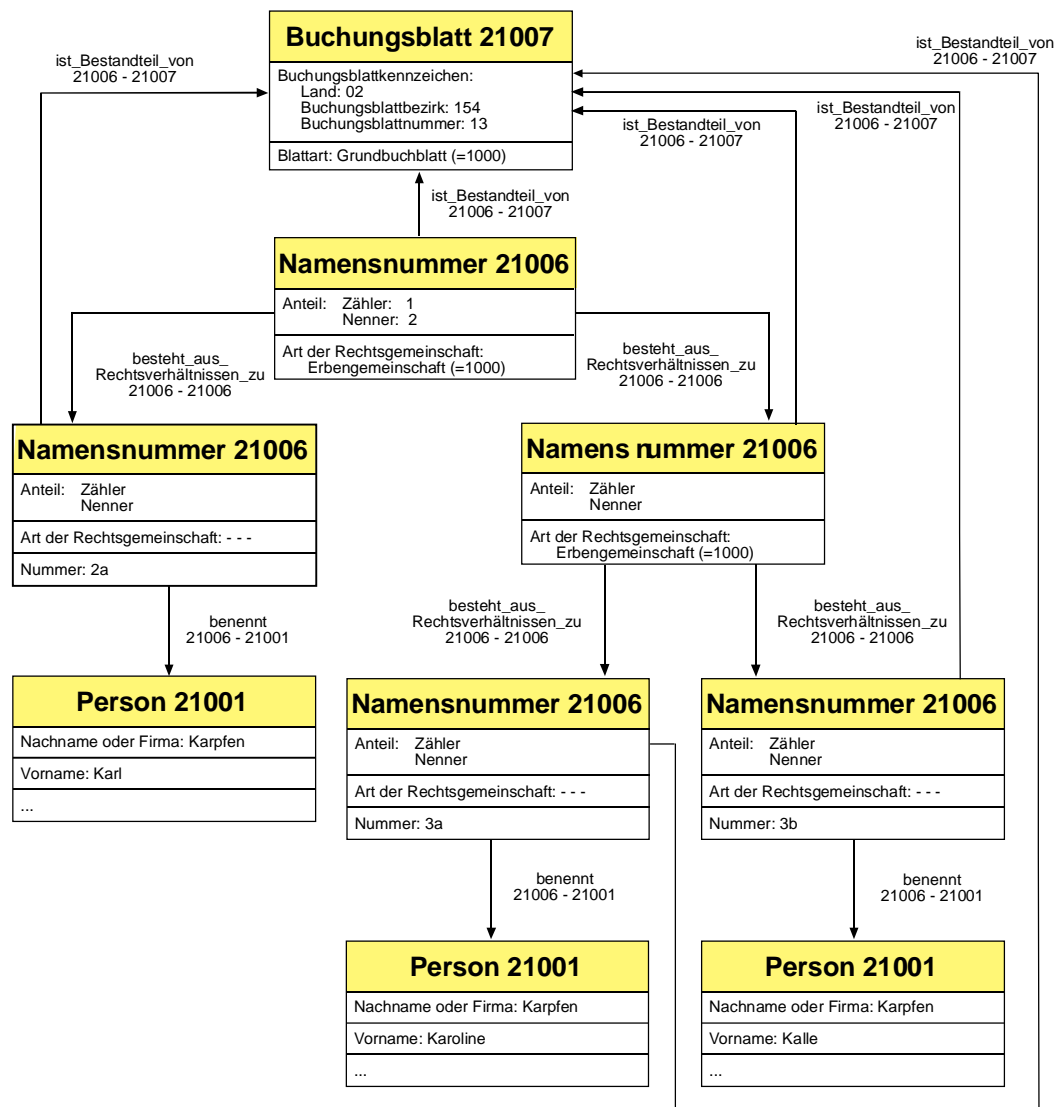 Buchungsblatt 21007
Buchungsblattkennzeichen:
Land: 02
Buchungsblattbezirk: 154
Buchungsblattnummer: 13
Blattart: Grundbuchblatt (=1000)
ist_Bestandteil_von
21006 - 21007
ist_Bestandteil_von
21006 - 21007
ist_Bestandteil_von
21006 - 21007
ist_Bestandteil_von
21006 - 21007
ist_Bestandteil_von
21006 - 21007
Namensnummer 21006
Anteil: Zähler: 1
Nenner: 2
Art der Rechtsgemeinschaft:
Erbengemeinschaft (=1000)
besteht_aus_
Rechtsverhältnissen_zu
21006 - 21006
besteht_aus_
Rechtsverhältnissen_zu
21006 - 21006
Namensnummer 21006
Anteil: Zähler
Nenner
Art der Rechtsgemeinschaft: - - -
Nummer: 2a
Namens nummer 21006
Anteil: Zähler
Nenner
Art der Rechtsgemeinschaft:
Erbengemeinschaft (=1000)
benennt
21006 - 21001
besteht_aus_
Rechtsverhältnissen_zu
21006 - 21006
besteht_aus_
Rechtsverhältnissen_zu
21006 - 21006
Person 21001
Nachname oder Firma: Karpfen
Vorname: Karl
...
Namensnummer 21006
Anteil: Zähler
Nenner
Art der Rechtsgemeinschaft: - - -
Nummer: 3a
Namensnummer 21006
Anteil: Zähler
Nenner
Art der Rechtsgemeinschaft: - - -
Nummer: 3b
benennt
21006 - 21001
benennt
21006 - 21001
Person 21001
Nachname oder Firma: Karpfen
Vorname: Karoline
...
Person 21001
Nachname oder Firma: Karpfen
Vorname: Kalle
...